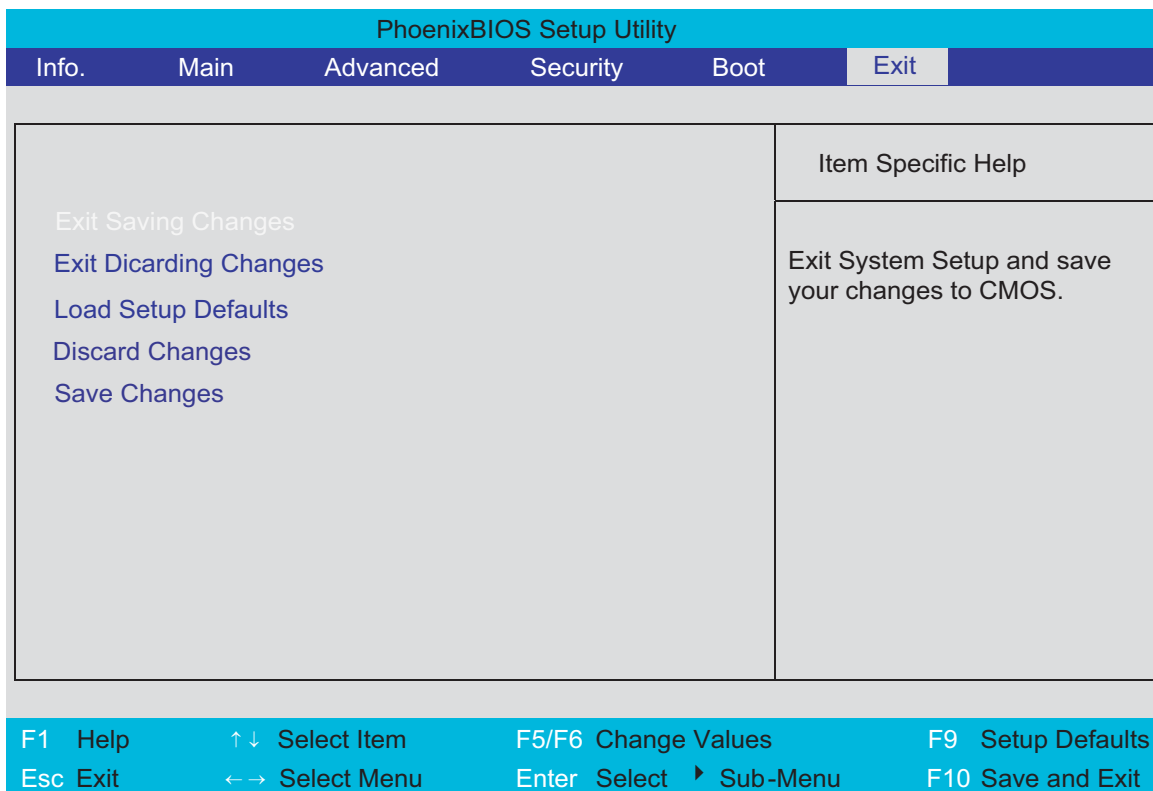 PhoenixBIOS Setup Utility
Info. Main Advanced Security Boot Exit
Item Specific Help
Exit Saving Changes
Exit Dicarding Changes
Load Setup Defaults
Discard Changes
Save Changes
Exit System Setup and save
your changes to CMOS.
F1 Help ↑↓ Select Item F5/F6 Change Values F9 Setup Defaults
Esc Exit ←→ Select Menu Enter Select ▶ Sub-Menu F10 Save and Exit